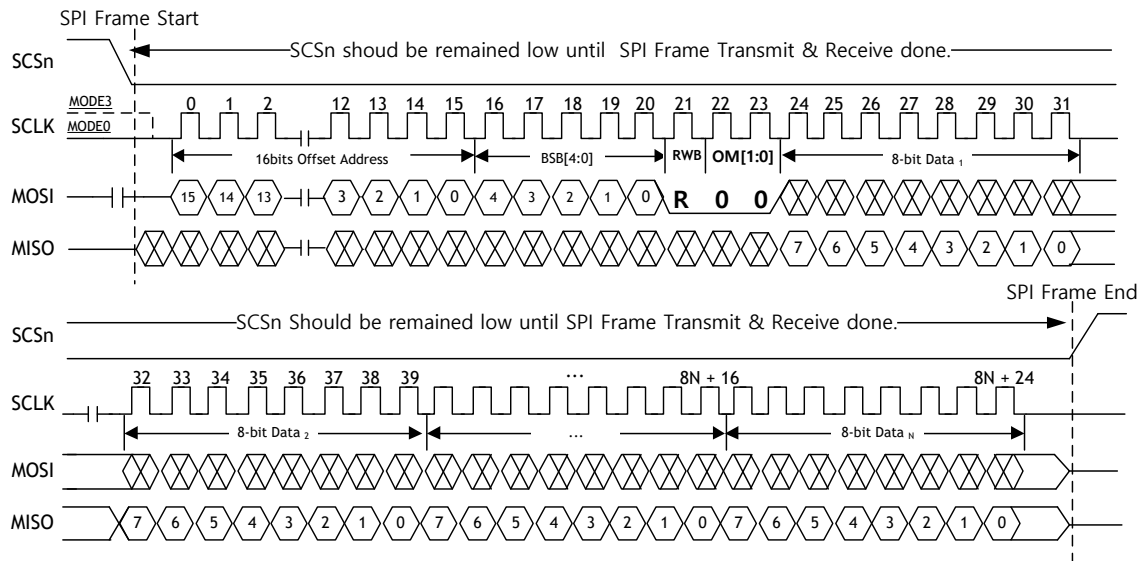 SPI Frame Start
SCSn shoud be remained low until SPI Frame Transmit & Receive done.
SCSn
MODE3 0 1 2 12 13 14 15 16 17 18 19 20 21 22 23 24 25 26 27 28 29 30 31
SCLK MODE0
16bits Offset Address BSB[4:0] RWB OM[1:0] 8-bit Data 1
MOSI 15 14 13 3 2 1 0 4 3 2 1 0 R 0 0
MISO 7 6 5 4 3 2 1 0
SPI Frame End
SCSn Should be remained low until SPI Frame Transmit & Receive done.
SCSn
32 33 34 35 36 37 38 39 ... 8N + 16 8N + 24
SCLK
8-bit Data 2 ... 8-bit Data N
MOSI
MISO 7 6 5 4 3 2 1 0 7 6 5 4 3 2 1 0 7 6 5 4 3 2 1 0